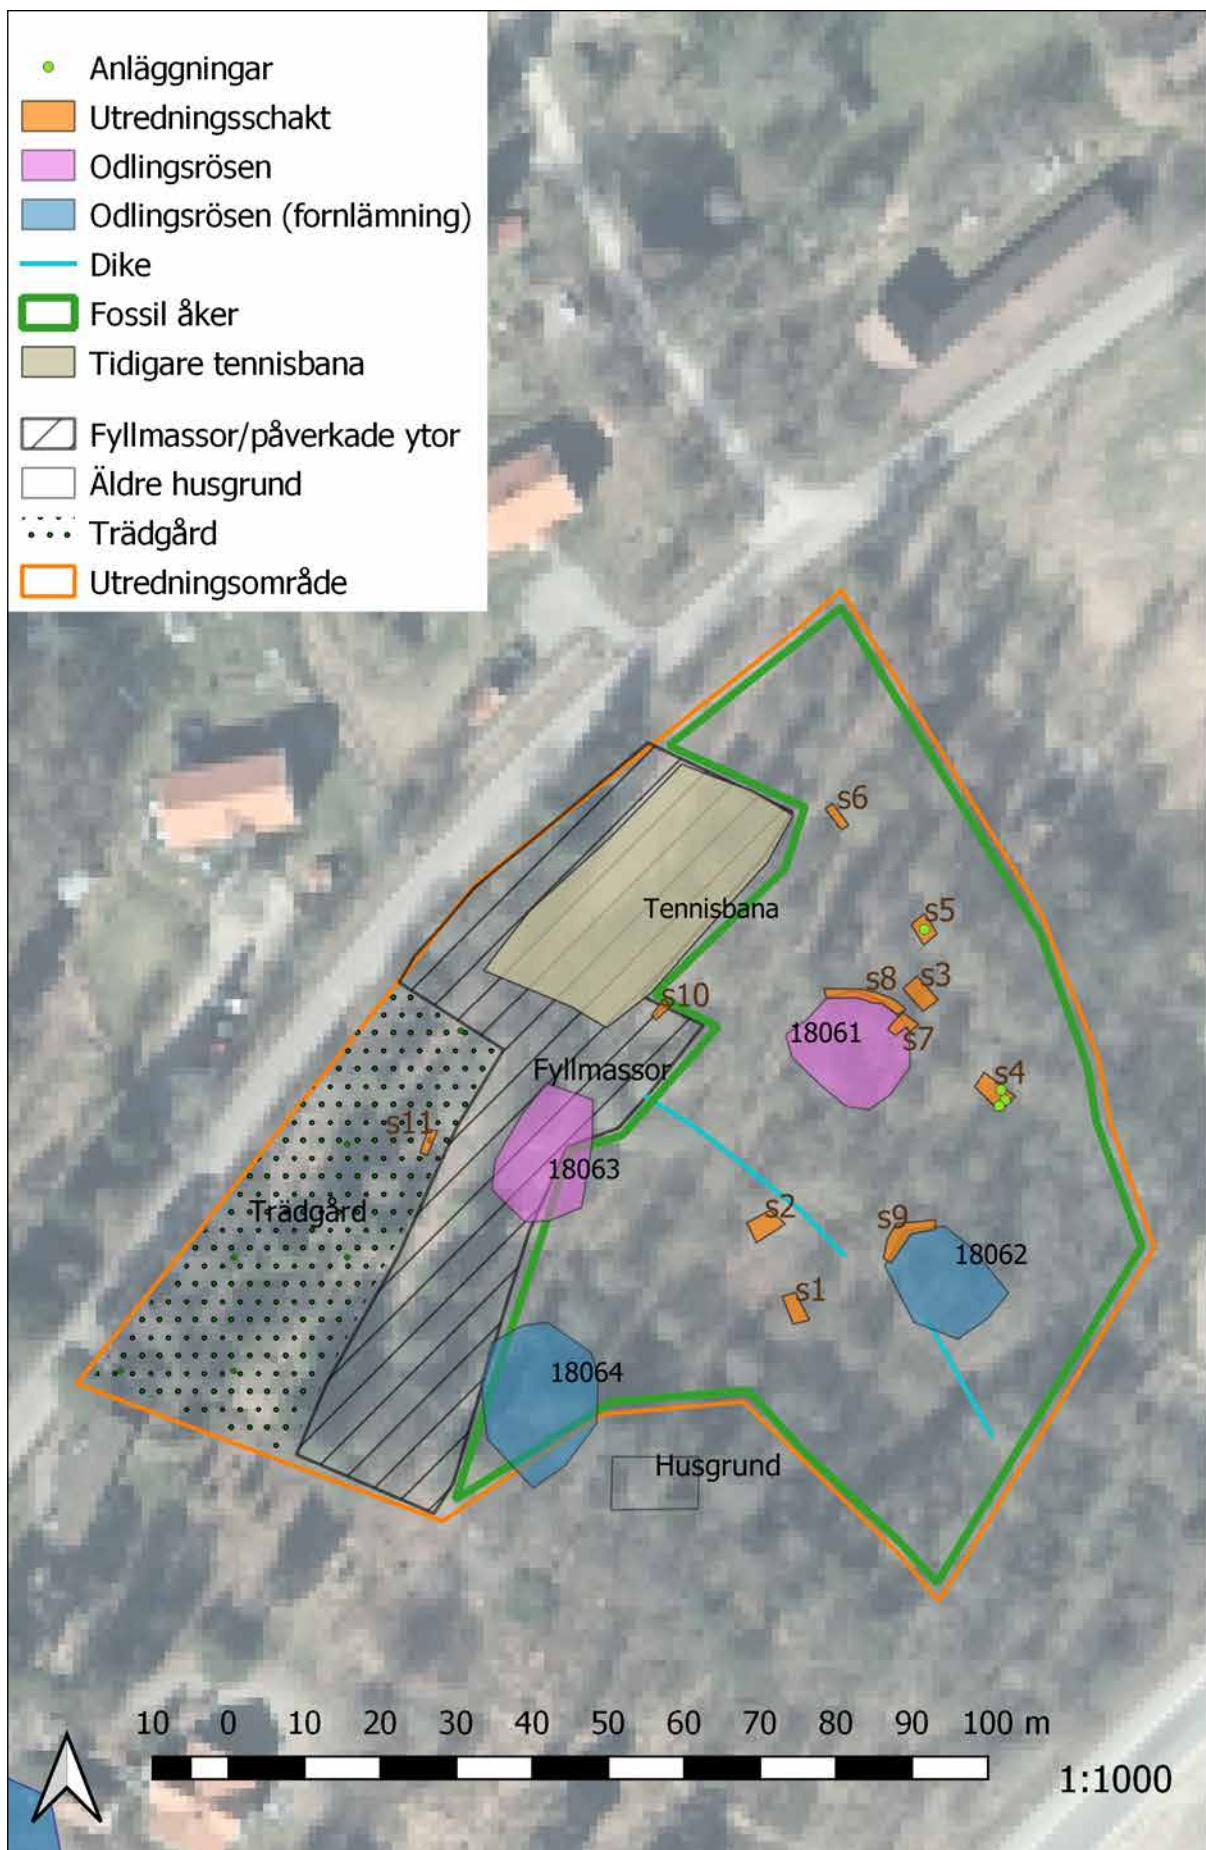 Anläggningar
Utredningsschakt
Odlingsrösen
Odlingsrösen (fornlämning)
Dike
Fossil åker
Tidigare tennisbana
Fyllmassor/påverkade ytor
Äldre husgrund
Trädgård
Utredningsområde
s6
Tennisbana
s5
s8
s3
s10
18061
s7
Fyllmassor
s4
s11
18063
Trädgård
s2
s9
18062
s1
18064
Husgrund
10 0 10 20 30 40 50 60 70 80 90 100 m
1:1000